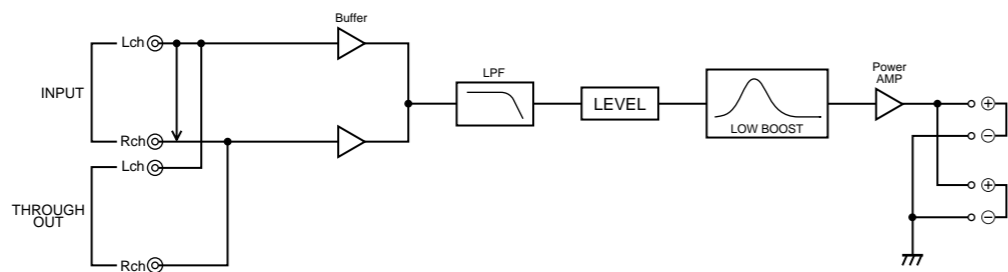 Buffer
Lch
INPUT
Rch
Lch
THROUGH
OUT
Rch
LPF
LEVEL
LOW BOOST
Power
AMP
+
−
+
−